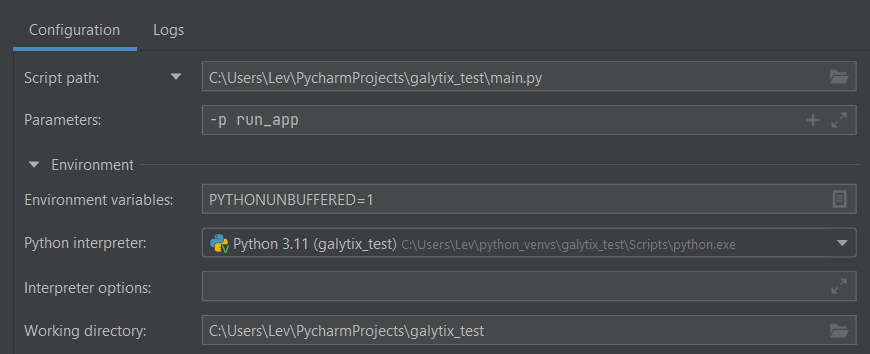 Configuration Logs
Script path: C:\Users\Lev\PycharmProjects\galytix_test\main.py
Parameters: -p run_app
Environment
Environment variables: PYTHONUNBUFFERED=1
Python interpreter: Python 3.11 (galytix_test) C:\Users\Lev\python_venvs\galytix_test\Scripts\python.exe
Interpreter options:
Working directory: C:\Users\Lev\PycharmProjects\galytix_test